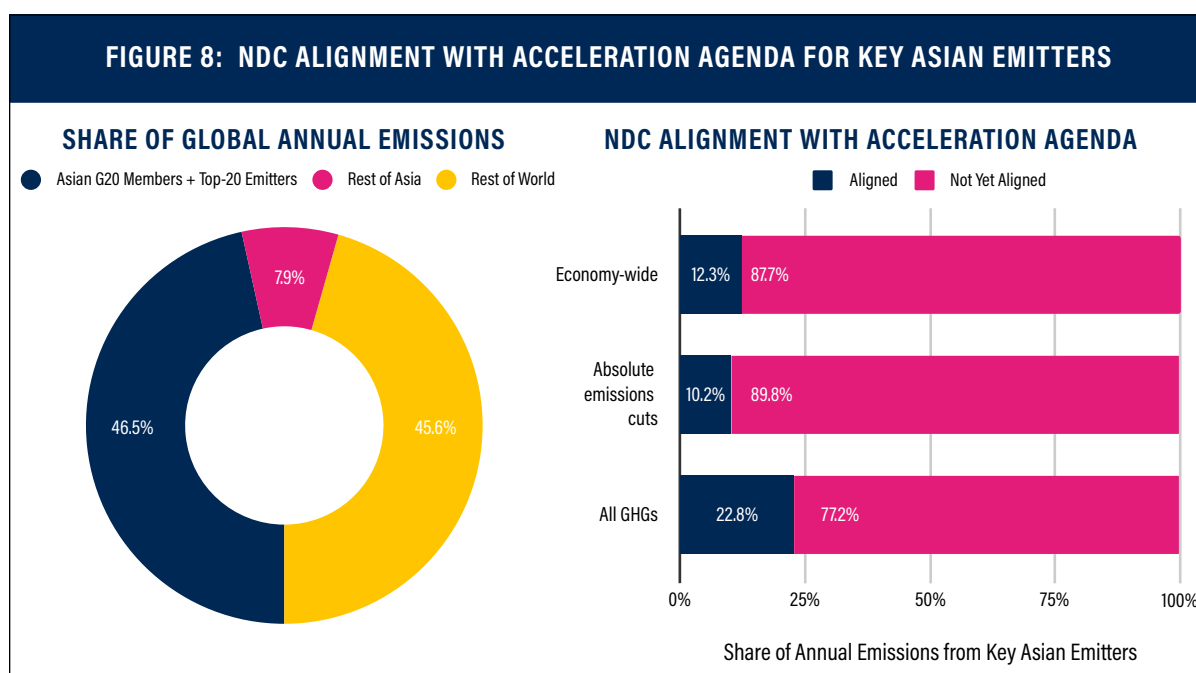 FIGURE 8: NDC ALIGNMENT WITH ACCELERATION AGENDA FOR KEY ASIAN EMITTERS
SHARE OF GLOBAL ANNUAL EMISSIONS
Asian G20 Members + Top-20 Emitters Rest of Asia Rest of World
7.9%
46.5%
45.6%
NDC ALIGNMENT WITH ACCELERATION AGENDA
Aligned Not Yet Aligned
Economy-wide 12.3% 87.7%
Absolute
emissions
cuts
10.2% 89.8%
All GHGs 22.8% 77.2%
0% 25% 50% 75% 100%
Share of Annual Emissions from Key Asian Emitters